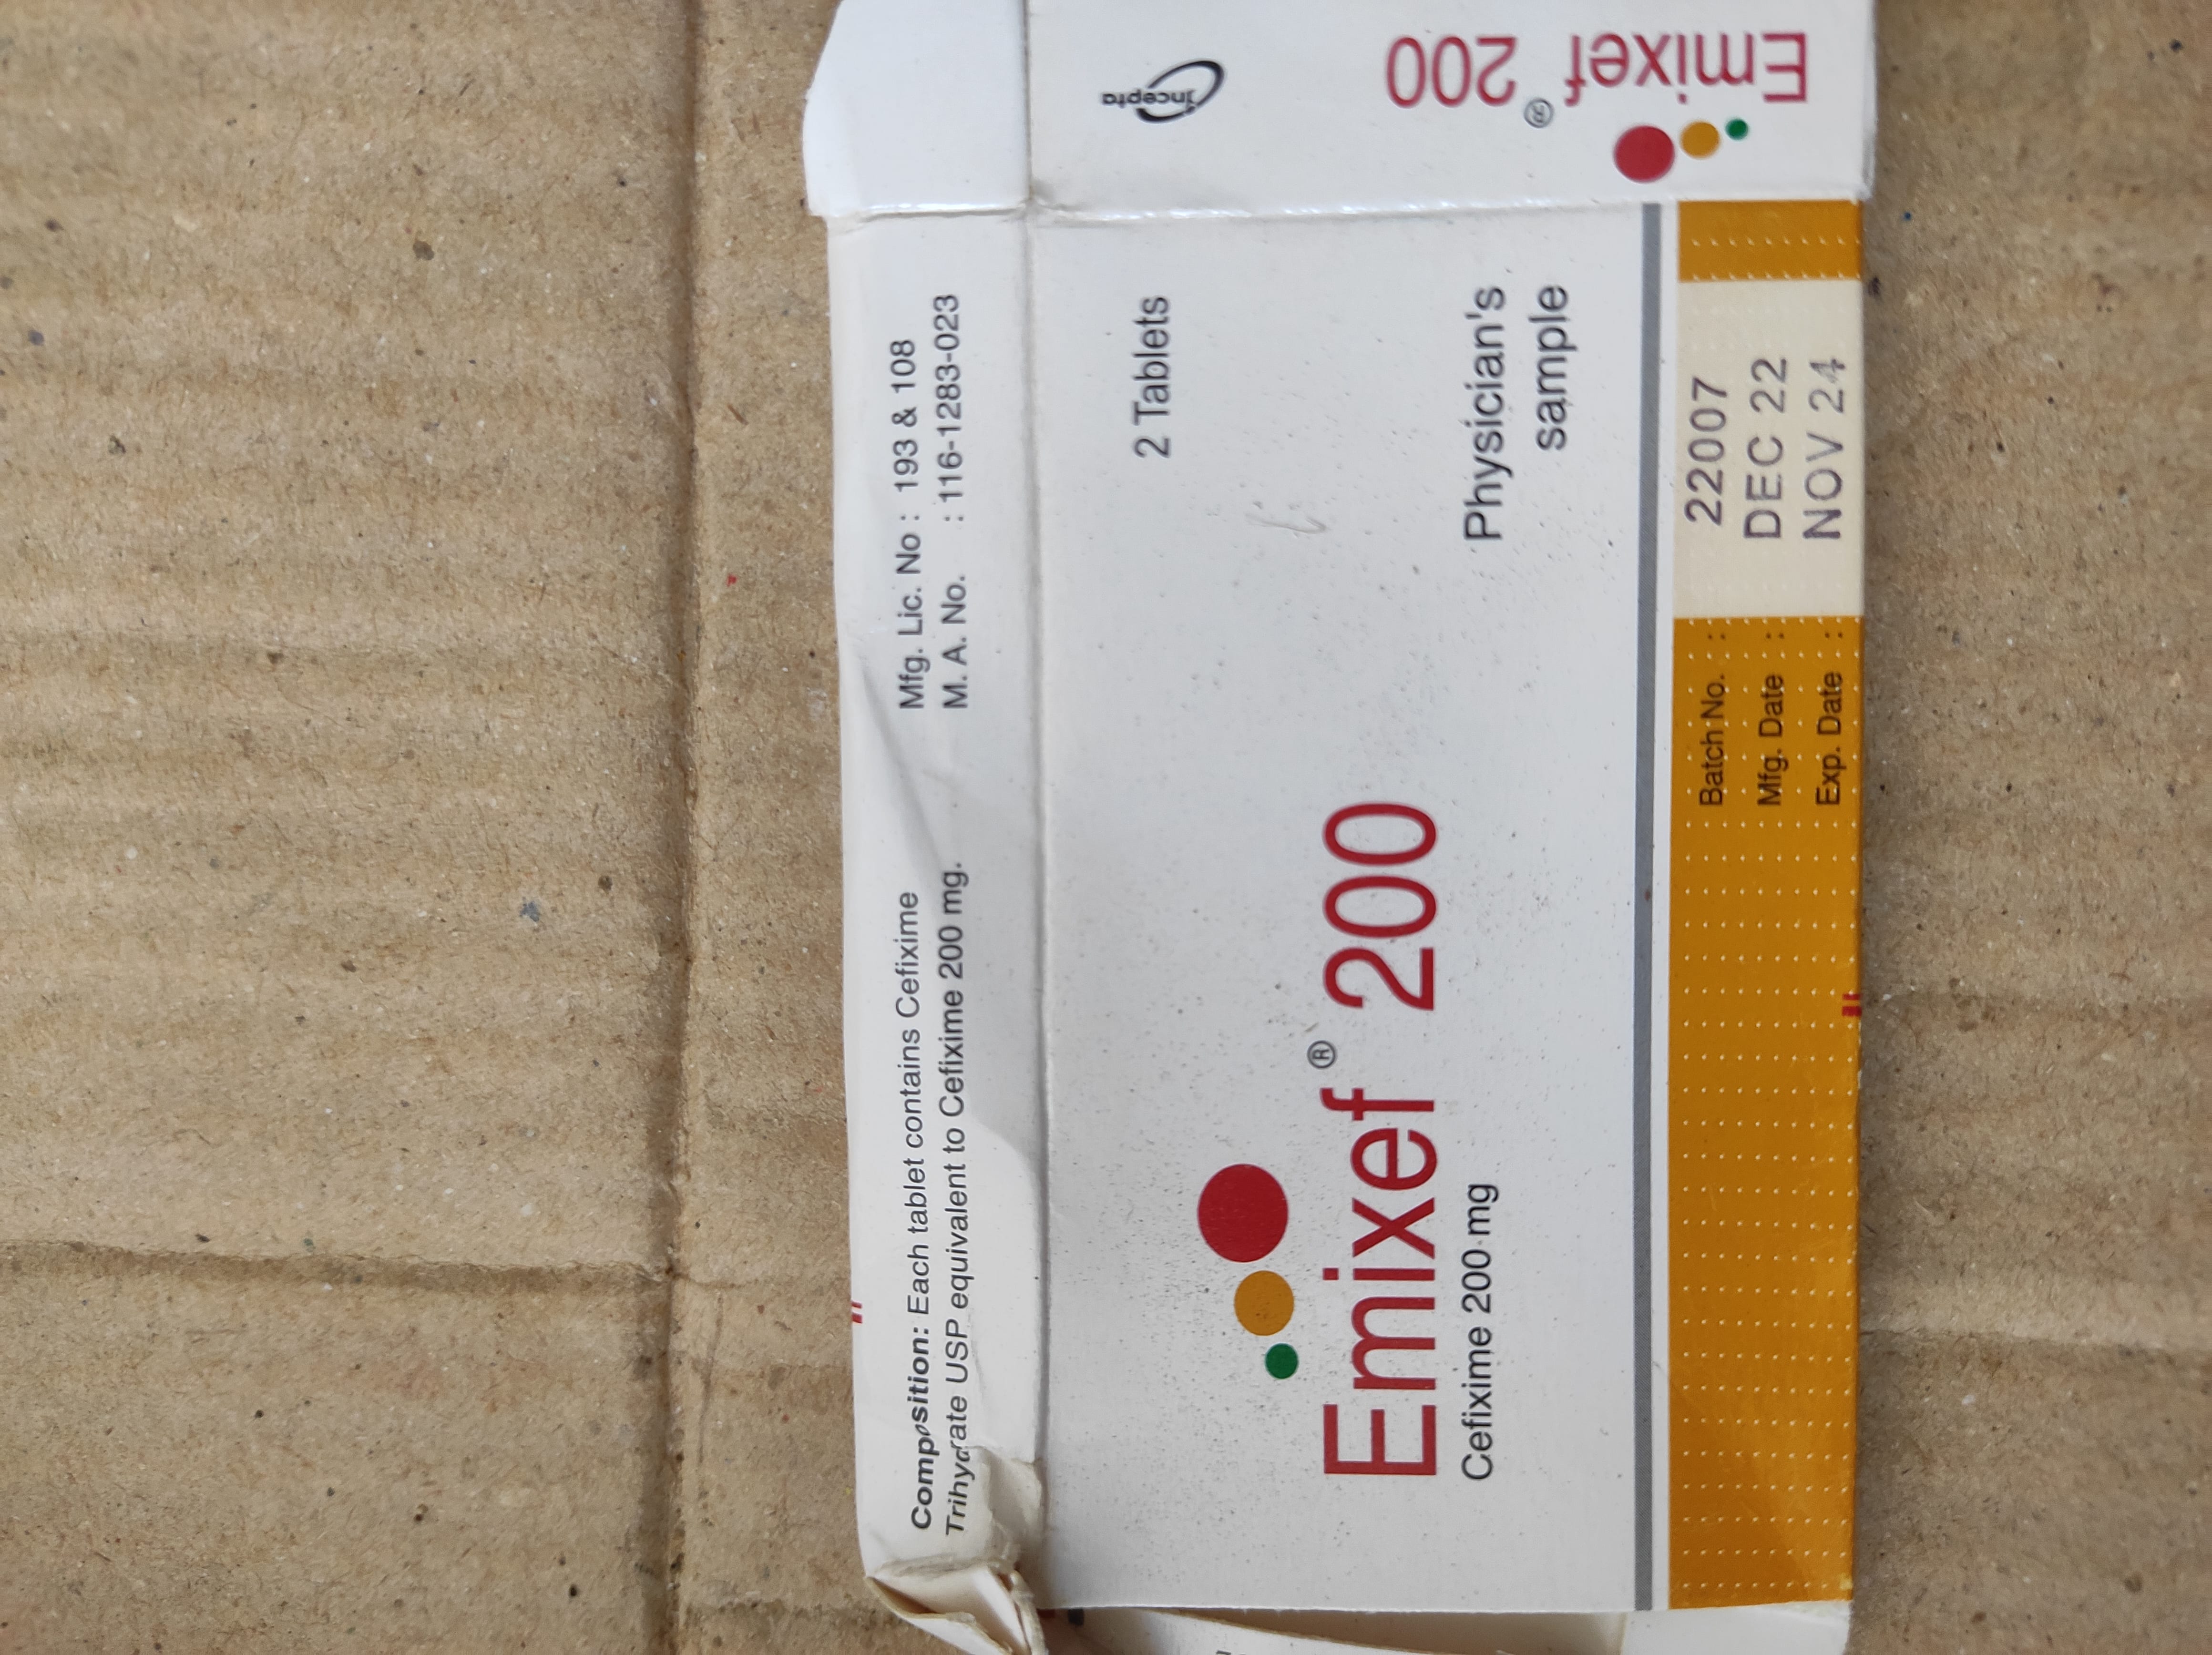 Composition: Each tablet contains Cefixime
Trihydrate USP equivalent to Cefixime 200 mg.
Mfg. Lic. No : 193 & 108
M. A. No. : 116-1283-023
2 Tablets
Emixef® 200
Cefixime 200 mg
Physician's
sample
Batch No. : 22007
Mfg. Date : DEC 22
Exp. Date : NOV 24
incepta
Emixef® 200